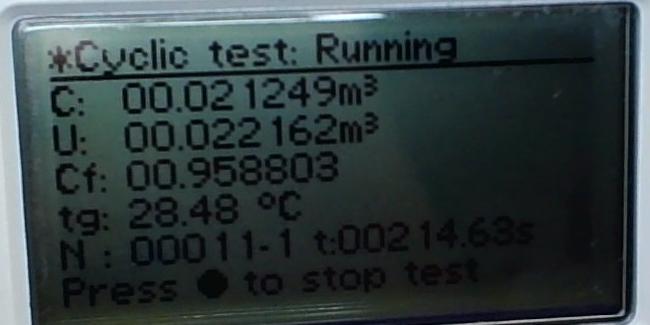 *Cyclic test: Running
C: 00.021249m³
U: 00.022162m³
Cf: 00.958803
tg: 28.48 °C
N : 00011-1 t:00214.63s
Press ● to stop test